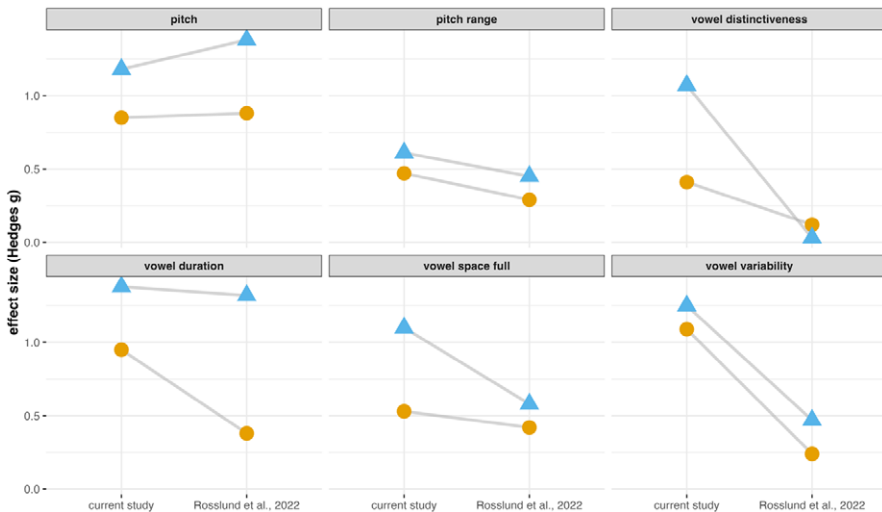 pitch
pitch range
vowel distinctiveness
1.0
0.5
0.0
effect size (Hedges g)
vowel duration
vowel space full
vowel variability
1.0
0.5
0.0
current study
Rosslund et al., 2022
current study
Rosslund et al., 2022
current study
Rosslund et al., 2022